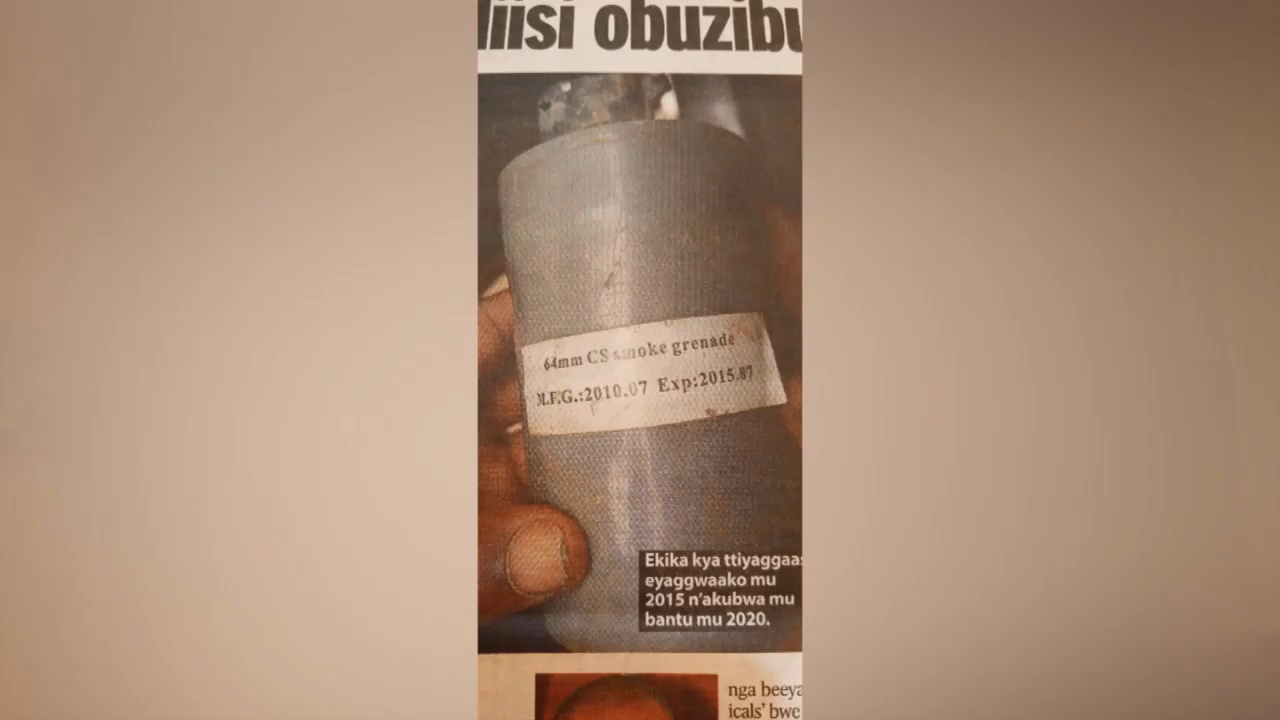 obuzibu
64mm CS smoke grenade
M.F.G.:2010.07 Exp:2015.07
Ekika kya ttiyaggaas
eyaggwaako mu
2015 n'akubwa mu
bantu mu 2020.
nga beeya
icals' bwe